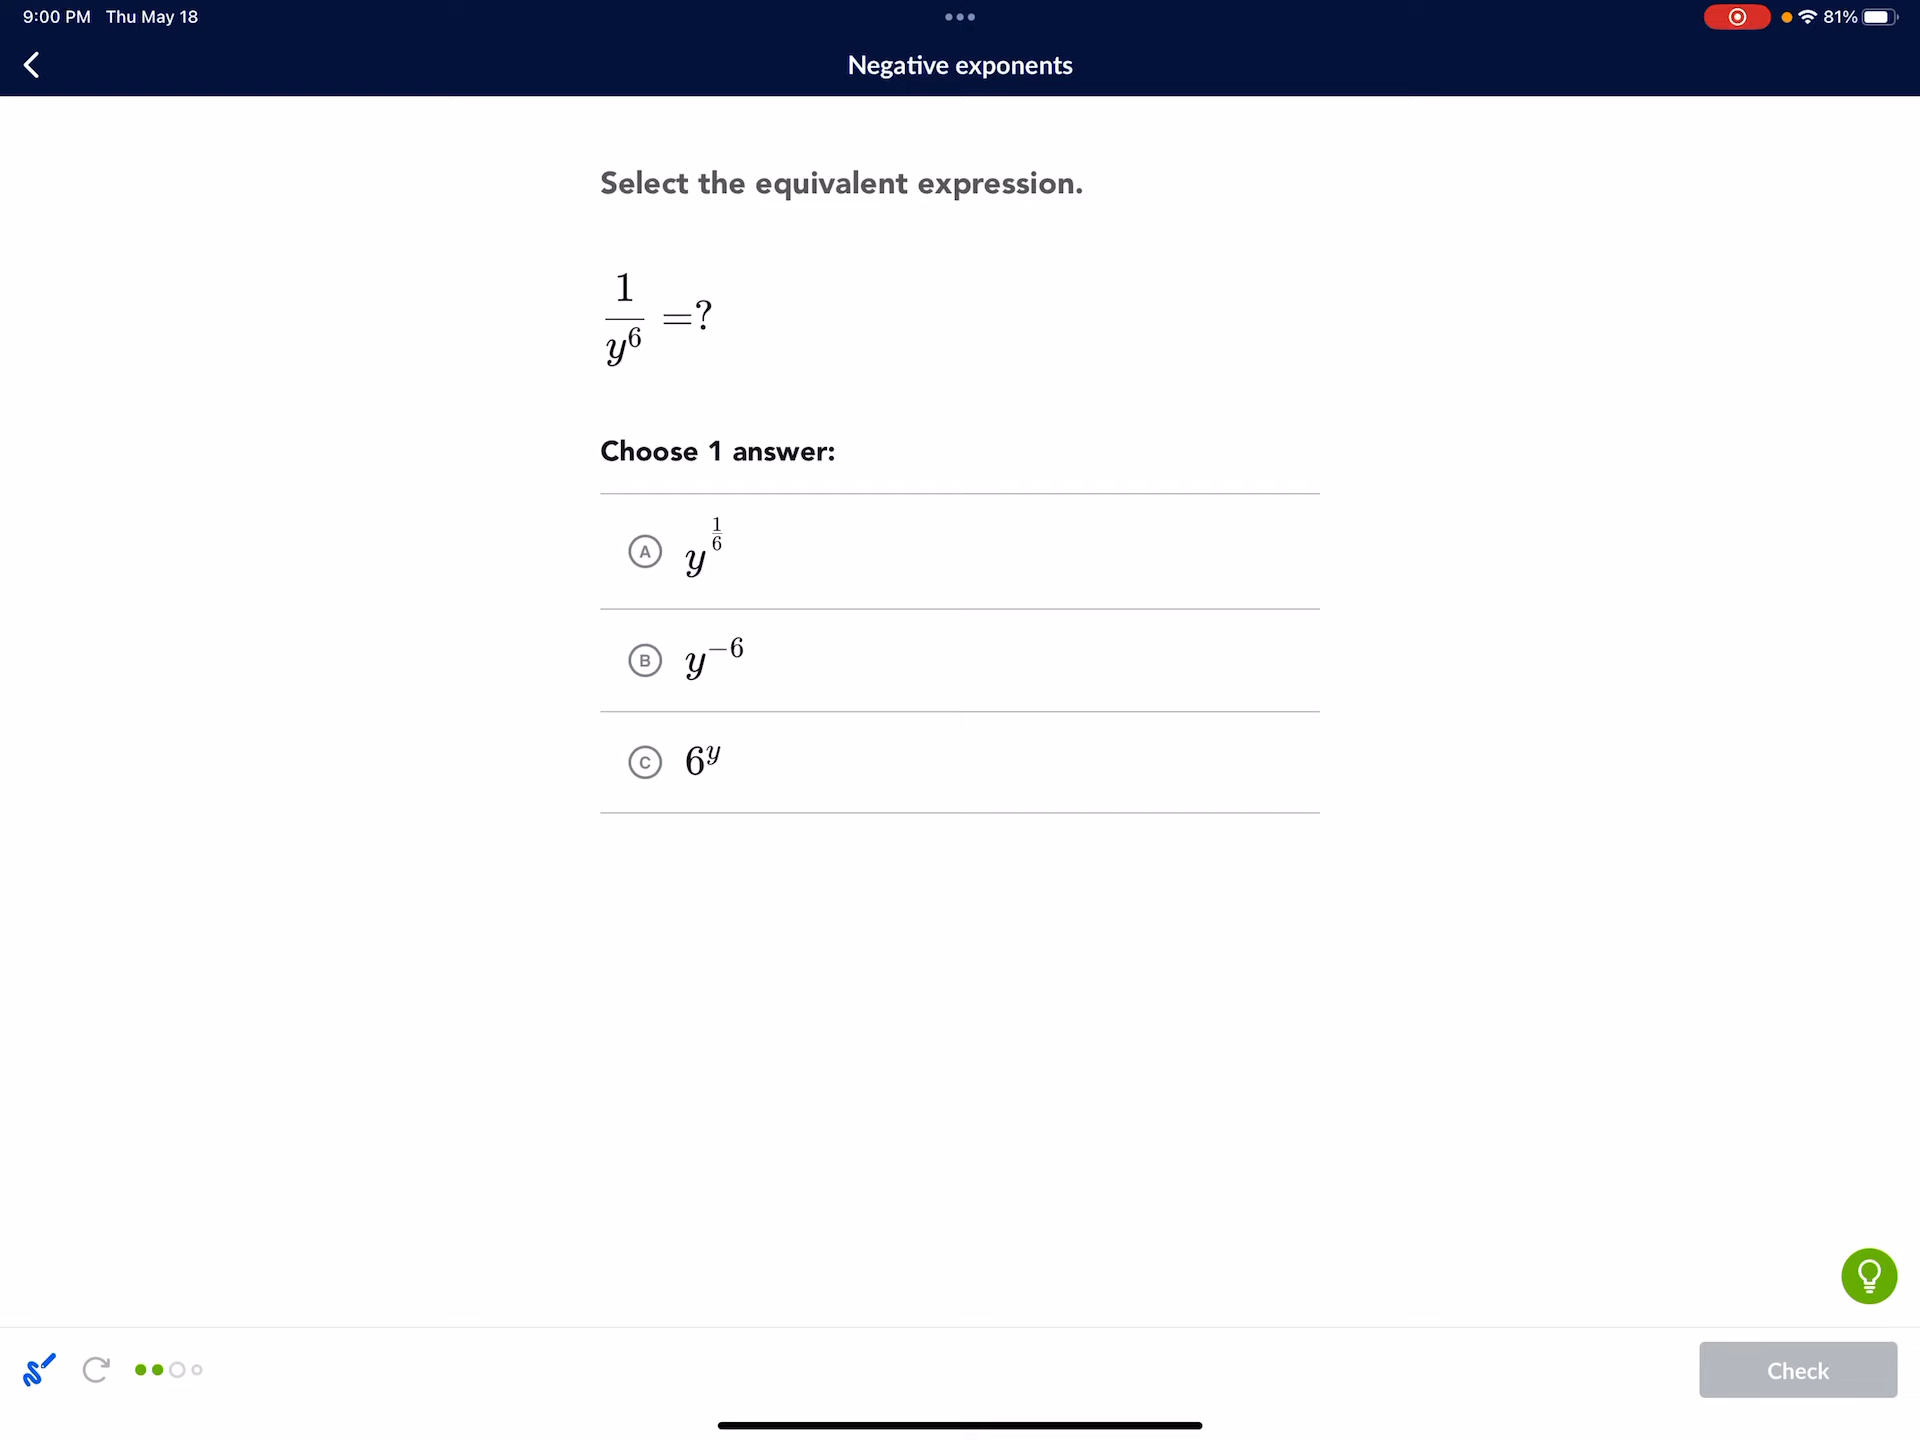 9:00 PM Thu May 18
81%
Negative exponents
Select the equivalent expression.
1/y^6 =?
Choose 1 answer:
A y^(1/6)
B y^−6
C 6^y
Check